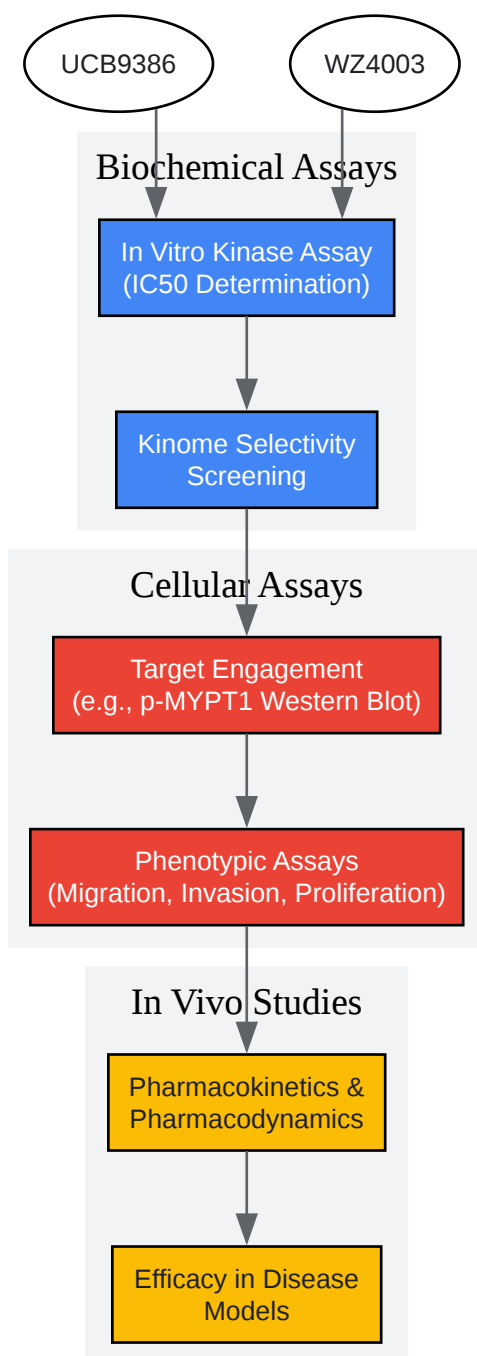 UCB9386
WZ4003
Biochemical Assays
In Vitro Kinase Assay
(IC50 Determination)
Kinome Selectivity
Screening
Cellular Assays
Target Engagement
(e.g., p-MYPT1 Western Blot)
Phenotypic Assays
(Migration, Invasion, Proliferation)
In Vivo Studies
Pharmacokinetics &
Pharmacodynamics
Efficacy in Disease
Models